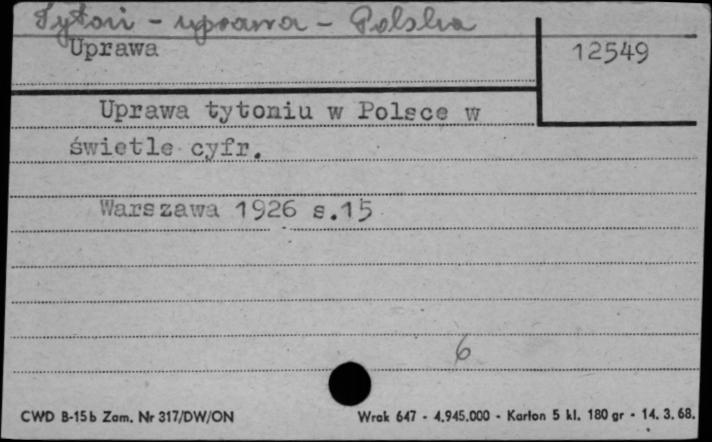 Tytoń - uprawa - Polska
Uprawa
12549
Uprawa tytoniu w Polsce w
świetle cyfr.
Warszawa 1926 s.15
6
CWD B-15b Zam. Nr 317/DW/ON
Wrak 647 - 4.945.000 - Karton 5 kl. 180 gr - 14. 3. 68.